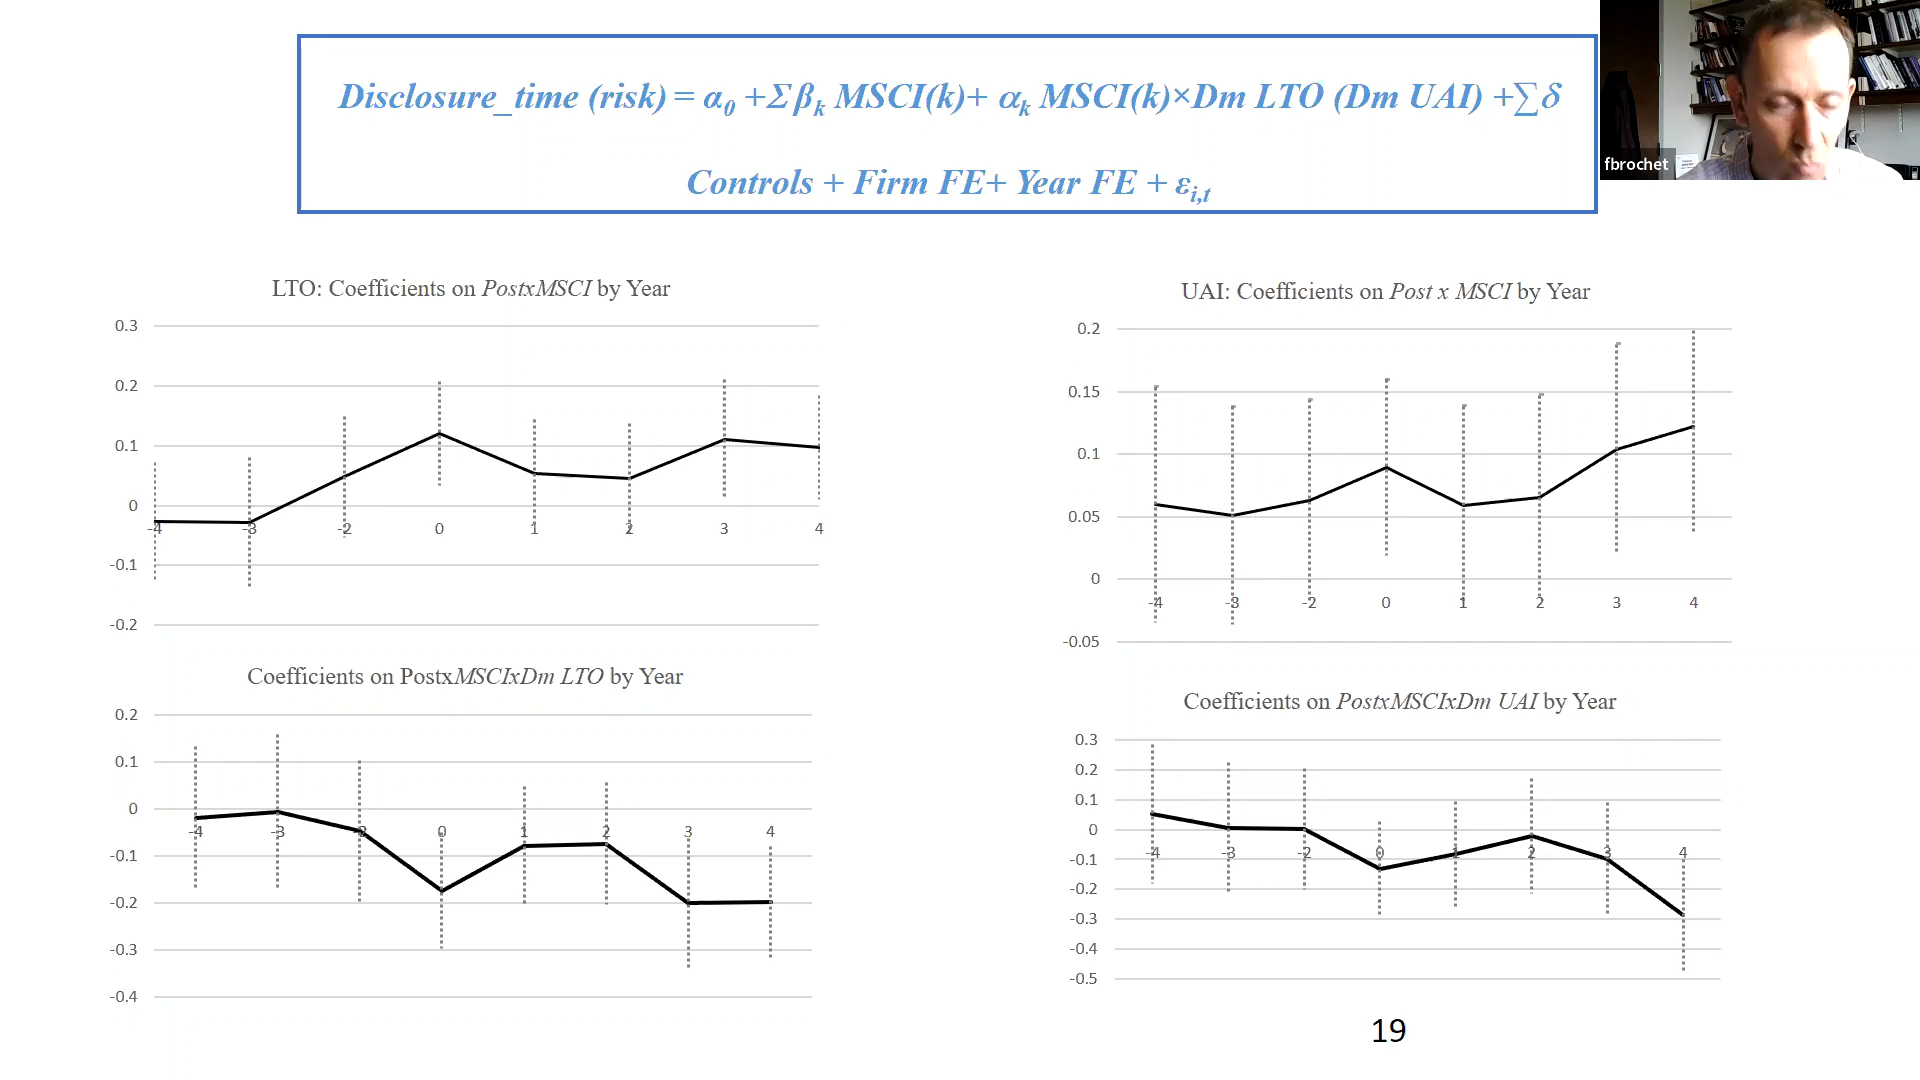 Disclosure_time (risk) = α0 +Σβk MSCI(k)+ αk MSCI(k)×Dm LTO (Dm UAI) +∑δ
Controls + Firm FE+ Year FE + εi,t
fbrochet
LTO: Coefficients on PostxMSCI by Year
0.3
0.2
0.1
0
-0.1
-0.2
-4 -3 -2 0 1 2 3 4
UAI: Coefficients on Post x MSCI by Year
0.2
0.15
0.1
0.05
0
-0.05
-4 -3 -2 0 1 2 3 4
Coefficients on PostxMSCIxDm LTO by Year
0.2
0.1
0
-0.1
-0.2
-0.3
-0.4
-4 -3 -2 0 1 2 3 4
Coefficients on PostxMSCIxDm UAI by Year
0.3
0.2
0.1
0
-0.1
-0.2
-0.3
-0.4
-0.5
-4 -3 -2 0 1 2 3 4
19